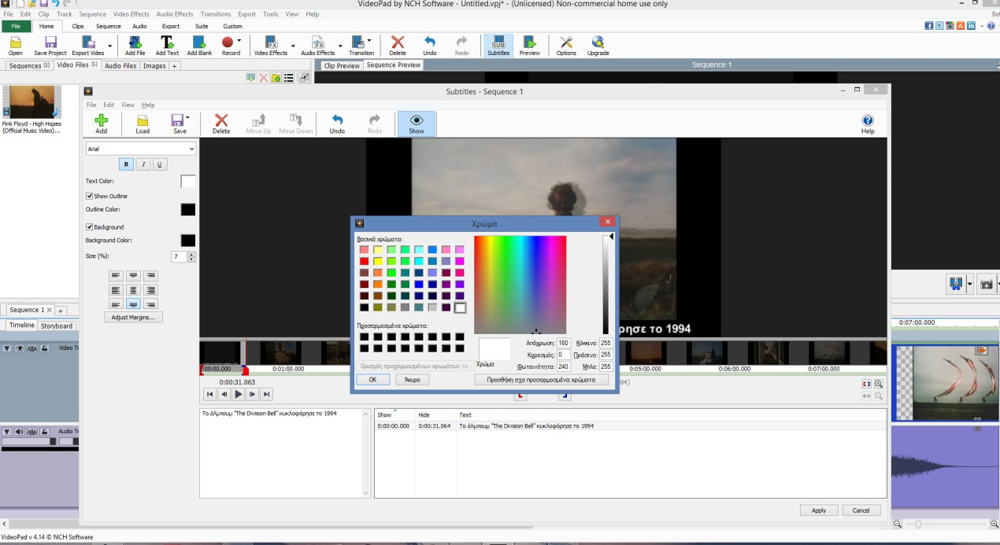 VideoPad by NCH Software - Untitled.vpj* - (Unlicensed) Non-commercial home use only
File Edit Clip Track Sequence Video Effects Audio Effects Transitions Export Tools View Help
File Home Clips Sequence Audio Export Suite Custom
Open Save Project Export Video Add File Add Text Add Blank Record Video Effects Audio Effects Transition Delete Undo Redo Subtitles Preview Options Upgrade
Sequences (1) Video Files (1) Audio Files Images + Clip Preview Sequence Preview Sequence 1
Subtitles - Sequence 1
File Edit View Help
Pink Floyd - High Hopes
(Official Music Video)...
Add Load Save Delete Move Up Move Down Undo Redo Show Help
Arial
B I U
Text Color:
Show Outline
Outline Color:
Background
Background Color:
Size (%): 7
Adjust Margins...
Χρώμα
Βασικά χρώματα:
Προσαρμοσμένα χρώματα:
Ορισμός προσαρμοσμένων χρωμάτων >>
OK Άκυρο
Χρώμα
Απόχρωση: 160 Κόκκινο: 255
Κορεσμός: 0 Πράσινο: 255
Φωτεινότητα: 240 Μπλε: 255
Προσθήκη στα προσαρμοσμένα χρώματα
ρησε το 1994
Sequence 1 +
Timeline Storyboard
0:07:00.000
Video Tr
Audio Tr
0:00.000 0:01:00.000 0:05:00.000 0:06:00.000 0:07:00.000
0:00:31.063
64)
Το άλμπουμ "The Division Bell" κυκλοφόρησε το 1994
Show Hide Text
0:00:00.000 0:00:31.064 Το άλμπουμ "The Division Bell" κυκλοφόρησε το 1994
Apply Cancel
VideoPad v 4.14 © NCH Software